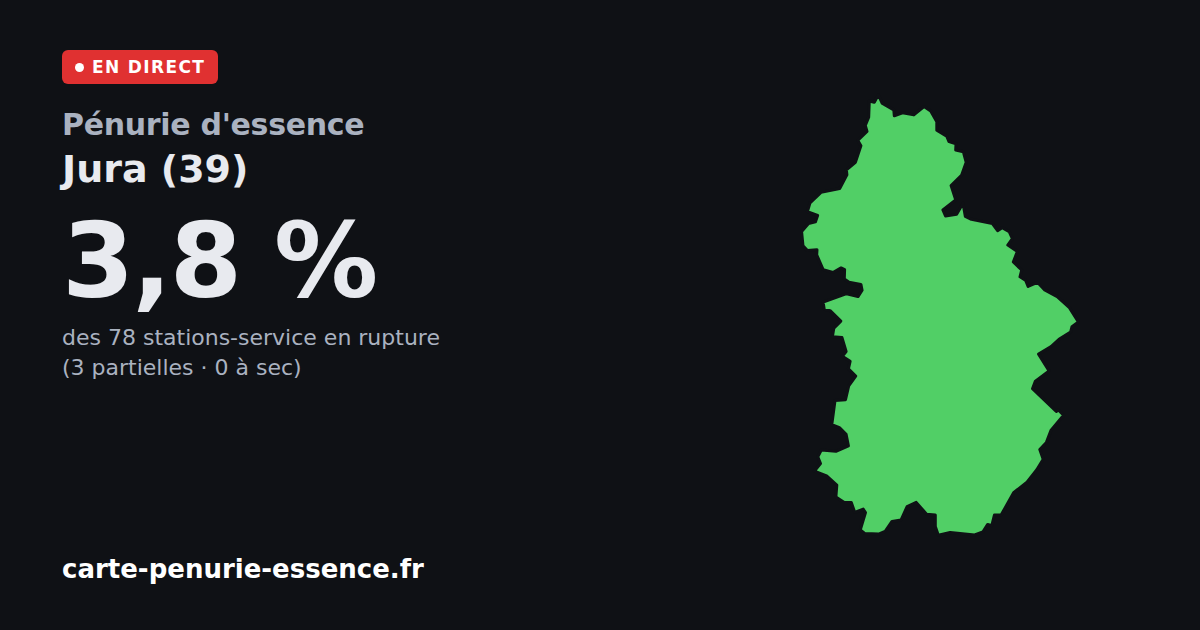 EN DIRECT
Pénurie d'essence
Jura (39)
3,8 %
des 78 stations-service en rupture
(3 partielles · 0 à sec)
carte-penurie-essence.fr